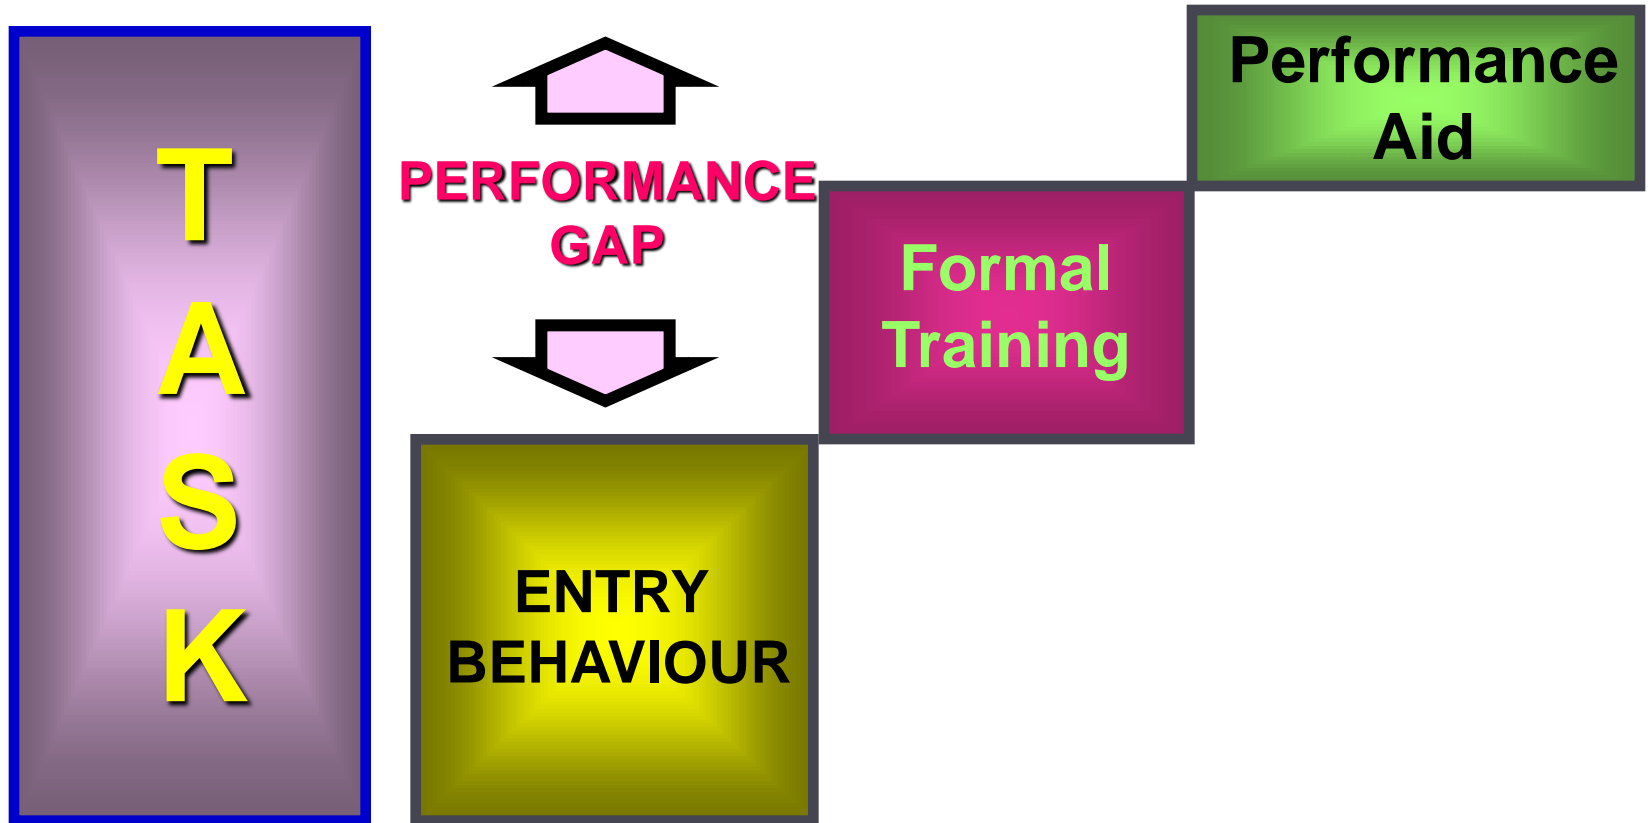 T
A
S
K
PERFORMANCE
GAP
ENTRY
BEHAVIOUR
Formal
Training
Performance
Aid